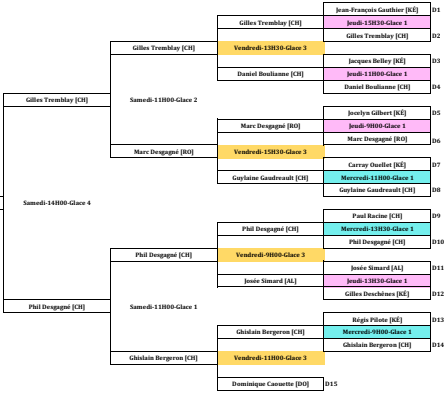 Jean-François Gauthier [KÉ] D1
Gilles Tremblay [CH] Jeudi-15H30-Glace 1
Gilles Tremblay [CH] D2
Gilles Tremblay [CH] Vendredi-13H30-Glace 3
Jacques Belley [KÉ] D3
Daniel Boulianne [CH] Jeudi-11H00-Glace 1
Daniel Boulianne [CH] D4
Gilles Tremblay [CH] Samedi-11H00-Glace 2
Jocelyn Gilbert [KÉ] D5
Marc Desgagné [RO] Jeudi-9H00-Glace 1
Marc Desgagné [RO] D6
Marc Desgagné [RO] Vendredi-15H30-Glace 3
Carray Ouellet [KÉ] D7
Guylaine Gaudreault [CH] Mercredi-11H00-Glace 1
Guylaine Gaudreault [CH] D8
Samedi-14H00-Glace 4
Paul Racine [CH] D9
Phil Desgagné [CH] Mercredi-13H30-Glace 1
Phil Desgagné [CH] D10
Phil Desgagné [CH] Vendredi-9H00-Glace 3
Josée Simard [AL] D11
Josée Simard [AL] Jeudi-13H30-Glace 1
Gilles Deschênes [KÉ] D12
Phil Desgagné [CH] Samedi-11H00-Glace 1
Régis Pilote [KÉ] D13
Ghislain Bergeron [CH] Mercredi-9H00-Glace 1
Ghislain Bergeron [CH] D14
Ghislain Bergeron [CH] Vendredi-11H00-Glace 3
Dominique Caouette [DO] D15